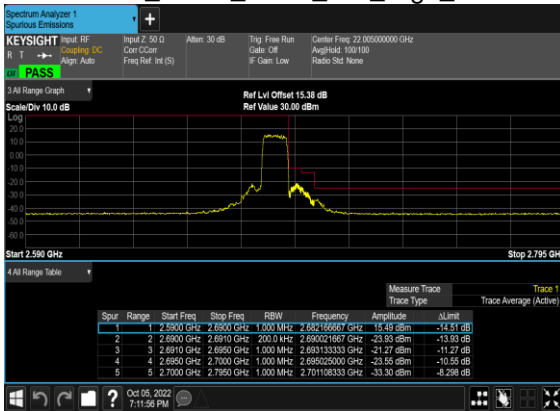 Spectrum Analyzer 1
Spurious Emissions
+
KEYSIGHT Input: RF Input Z: 50 Ω Atten: 30 dB Trig: Free Run Center Freq: 22.005000000 GHz
R T Coupling: DC Corr CCorr Gate: Off Avg|Hold: 100/100
Align: Auto Freq Ref: Int (S) IF Gain: Low Radio Std: None
PASS
3 All Range Graph
Ref Lvl Offset 15.38 dB
Scale/Div 10.0 dB Ref Value 30.00 dBm
Log
20.0
10.0
0.00
-10.0
-20.0
-30.0
-40.0
-50.0
-60.0
Start 2.590 GHz Stop 2.795 GH
4 All Range Table
Measure Trace Trace 1
Trace Type Trace Average (Active)
Spur Range Start Freq Stop Freq RBW Frequency Amplitude ΔLimit
1 1 2.5900 GHz 2.6900 GHz 1.000 MHz 2.682166667 GHz 15.49 dBm -14.51 dB
2 2 2.6900 GHz 2.6910 GHz 200.0 kHz 2.690021667 GHz -23.93 dBm -13.93 dB
3 3 2.6910 GHz 2.6950 GHz 1.000 MHz 2.693133333 GHz -21.27 dBm -11.27 dB
4 4 2.6950 GHz 2.7000 GHz 1.000 MHz 2.695025000 GHz -23.55 dBm -10.55 dB
5 5 2.7000 GHz 2.7950 GHz 1.000 MHz 2.701108333 GHz -33.30 dBm -8.298 dB
? Oct 05, 2022
7:11:56 PM